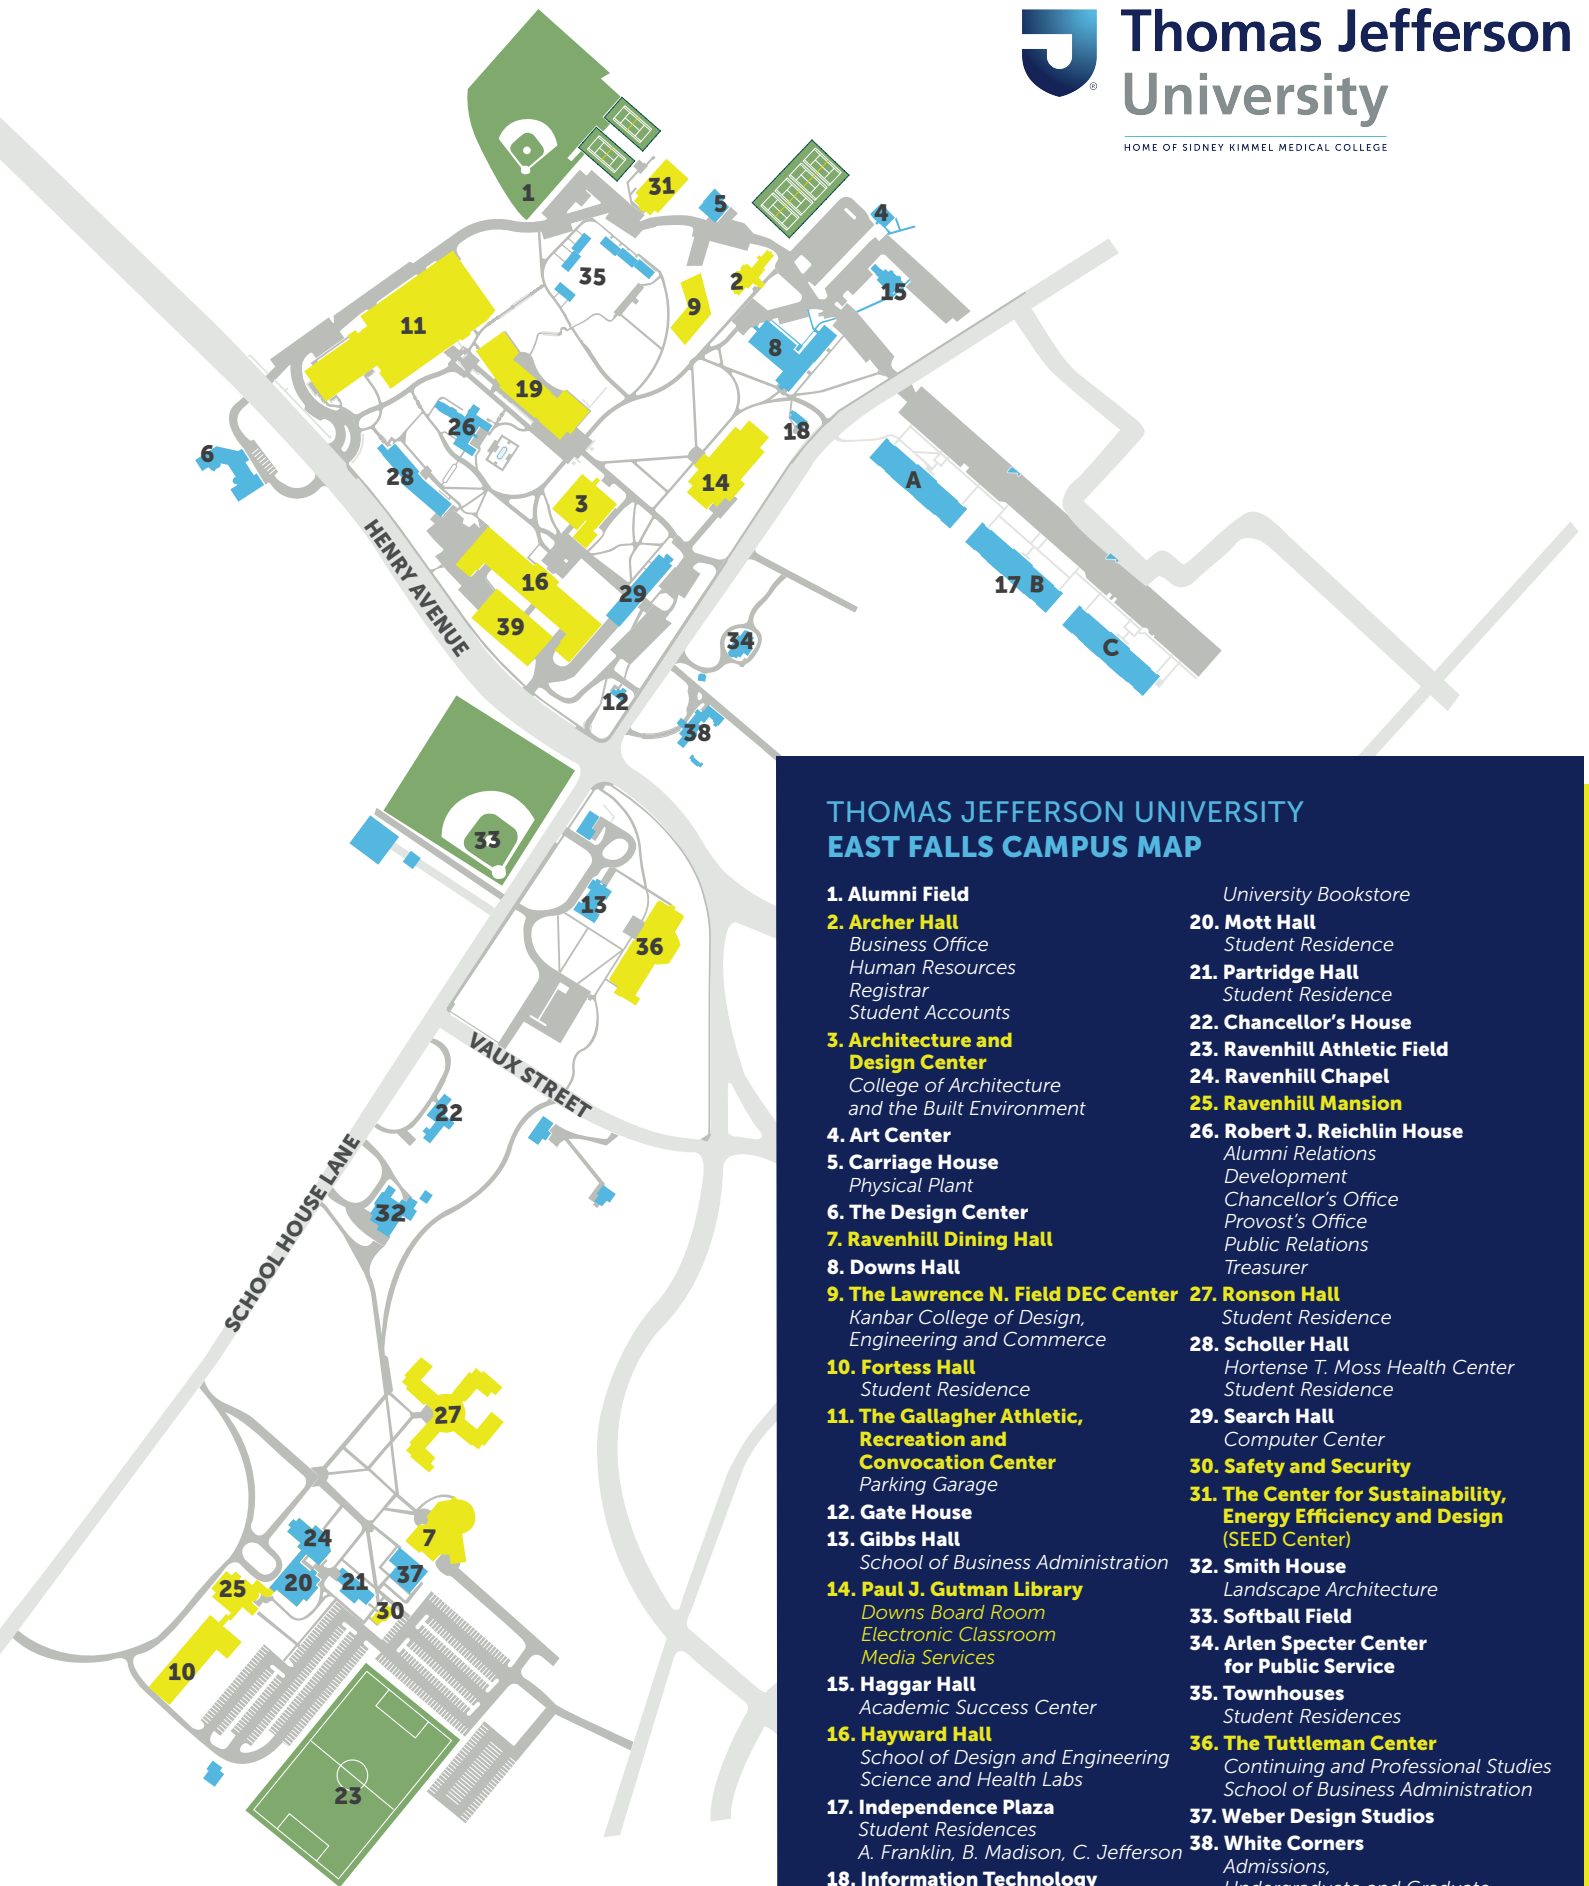 Thomas Jefferson
University
®
HOME OF SIDNEY KIMMEL MEDICAL COLLEGE
1
31
5
4
35
2
15
9
11
8
19
26
18
6
28
14
A
3
16
29
17 B
39
34
C
12
38
HENRY AVENUE
33
13
36
VAUX STREET
22
32
SCHOOL HOUSE LANE
27
24
7
25
20
21
37
30
10
23
THOMAS JEFFERSON UNIVERSITY
EAST FALLS CAMPUS MAP
1. Alumni Field
2. Archer Hall
Business Office
Human Resources
Registrar
Student Accounts
3. Architecture and
Design Center
College of Architecture
and the Built Environment
4. Art Center
5. Carriage House
Physical Plant
6. The Design Center
7. Ravenhill Dining Hall
8. Downs Hall
9. The Lawrence N. Field DEC Center
Kanbar College of Design,
Engineering and Commerce
10. Fortess Hall
Student Residence
11. The Gallagher Athletic,
Recreation and
Convocation Center
Parking Garage
12. Gate House
13. Gibbs Hall
School of Business Administration
14. Paul J. Gutman Library
Downs Board Room
Electronic Classroom
Media Services
15. Haggar Hall
Academic Success Center
16. Hayward Hall
School of Design and Engineering
Science and Health Labs
17. Independence Plaza
Student Residences
A. Franklin, B. Madison, C. Jefferson
18. Information Technology
University Bookstore
20. Mott Hall
Student Residence
21. Partridge Hall
Student Residence
22. Chancellor's House
23. Ravenhill Athletic Field
24. Ravenhill Chapel
25. Ravenhill Mansion
26. Robert J. Reichlin House
Alumni Relations
Development
Chancellor's Office
Provost's Office
Public Relations
Treasurer
27. Ronson Hall
Student Residence
28. Scholler Hall
Hortense T. Moss Health Center
Student Residence
29. Search Hall
Computer Center
30. Safety and Security
31. The Center for Sustainability,
Energy Efficiency and Design
(SEED Center)
32. Smith House
Landscape Architecture
33. Softball Field
34. Arlen Specter Center
for Public Service
35. Townhouses
Student Residences
36. The Tuttleman Center
Continuing and Professional Studies
School of Business Administration
37. Weber Design Studios
38. White Corners
Admissions,
Undergraduate and Graduate